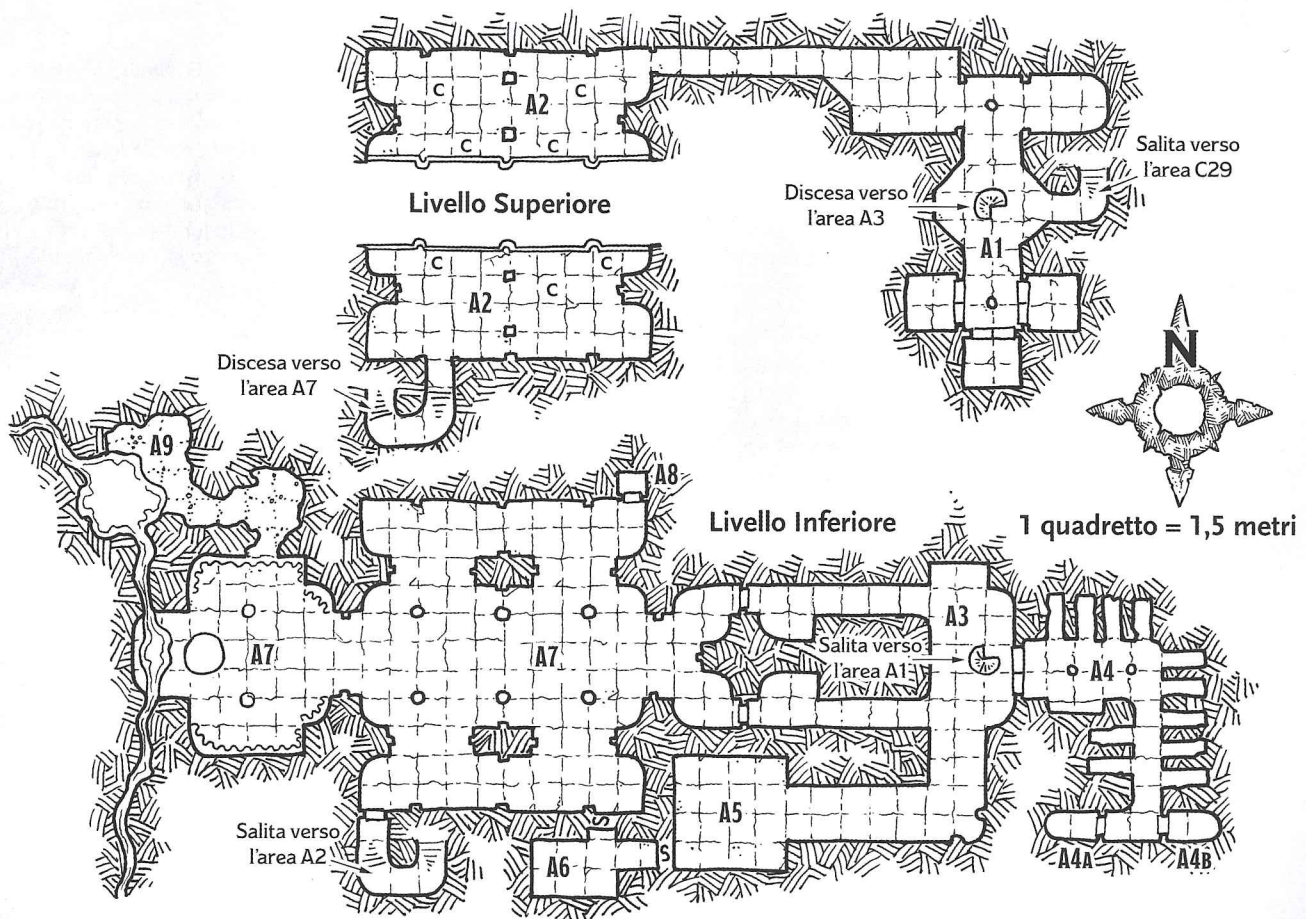 C
C
A2
C
C
Salita verso
l'area C29
Discesa verso
l'area A3
Livello Superiore
A1
C
C
C
A2
Discesa verso
l'area A7
N
A9
A8
Livello Inferiore
1 quadretto = 1,5 metri
A3
Salita verso
l'area A1
A7
A7
A4
S
S
A5
A6
Salita verso
l'area A2
A4A
A4B